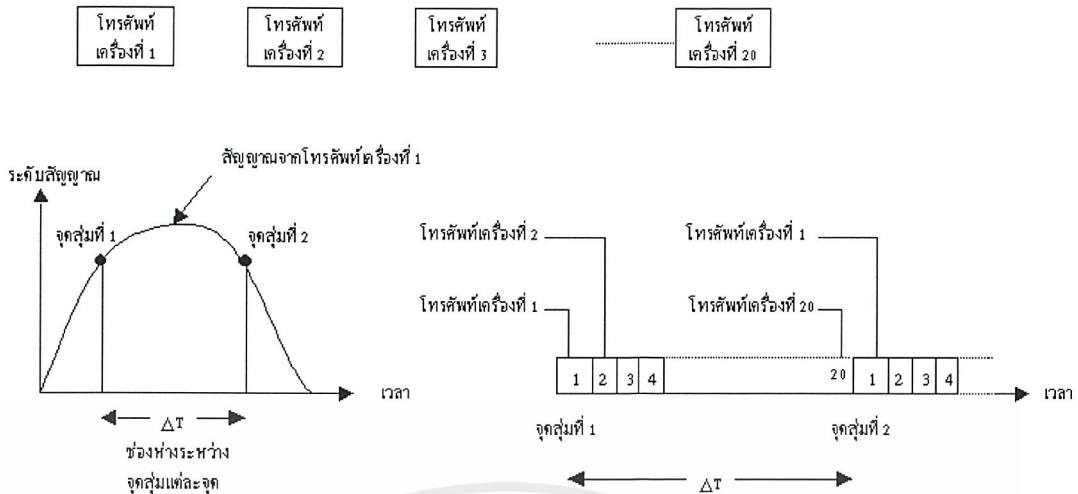 โทรศัพท์
เครื่องที่ 1
โทรศัพท์
เครื่องที่ 2
โทรศัพท์
เครื่องที่ 3
โทรศัพท์
เครื่องที่ 20
สัญญาณจากโทรศัพท์เครื่องที่ 1
ระดับสัญญาณ
จุดสุ่มที่ 1
จุดสุ่มที่ 2
เวลา
ΔT
ช่องห่างระหว่าง
จุดสุ่มแต่ละจุด
โทรศัพท์เครื่องที่ 2
โทรศัพท์เครื่องที่ 1
โทรศัพท์เครื่องที่ 1
โทรศัพท์เครื่องที่ 20
1 2 3 4
20
1 2 3 4
เวลา
จุดสุ่มที่ 1
จุดสุ่มที่ 2
ΔT